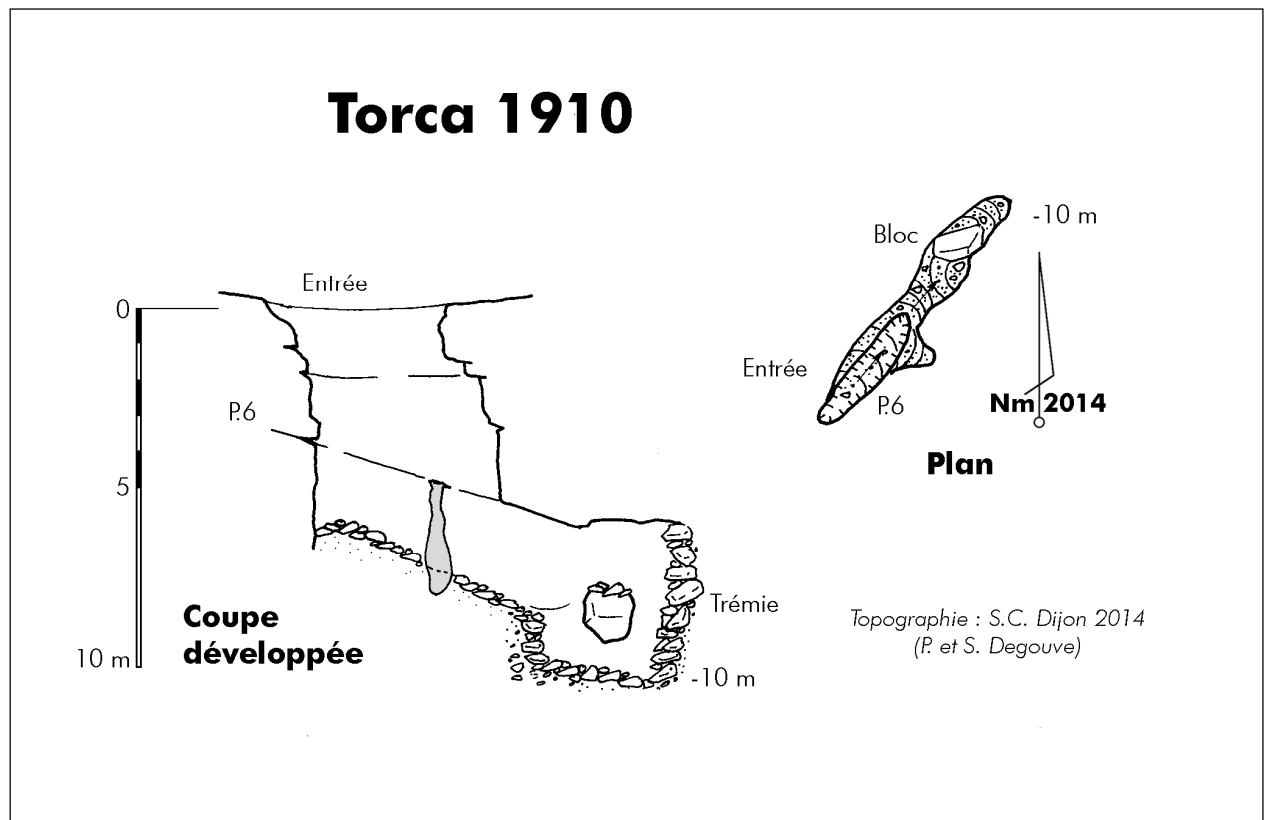 Torca 1910
-10 m
Bloc
Entrée
0
Entrée
P.6
P.6
Nm 2014
Plan
5
Coupe
développée
Trémie
Topographie : S.C. Dijon 2014
(P. et S. Degouve)
10 m
-10 m